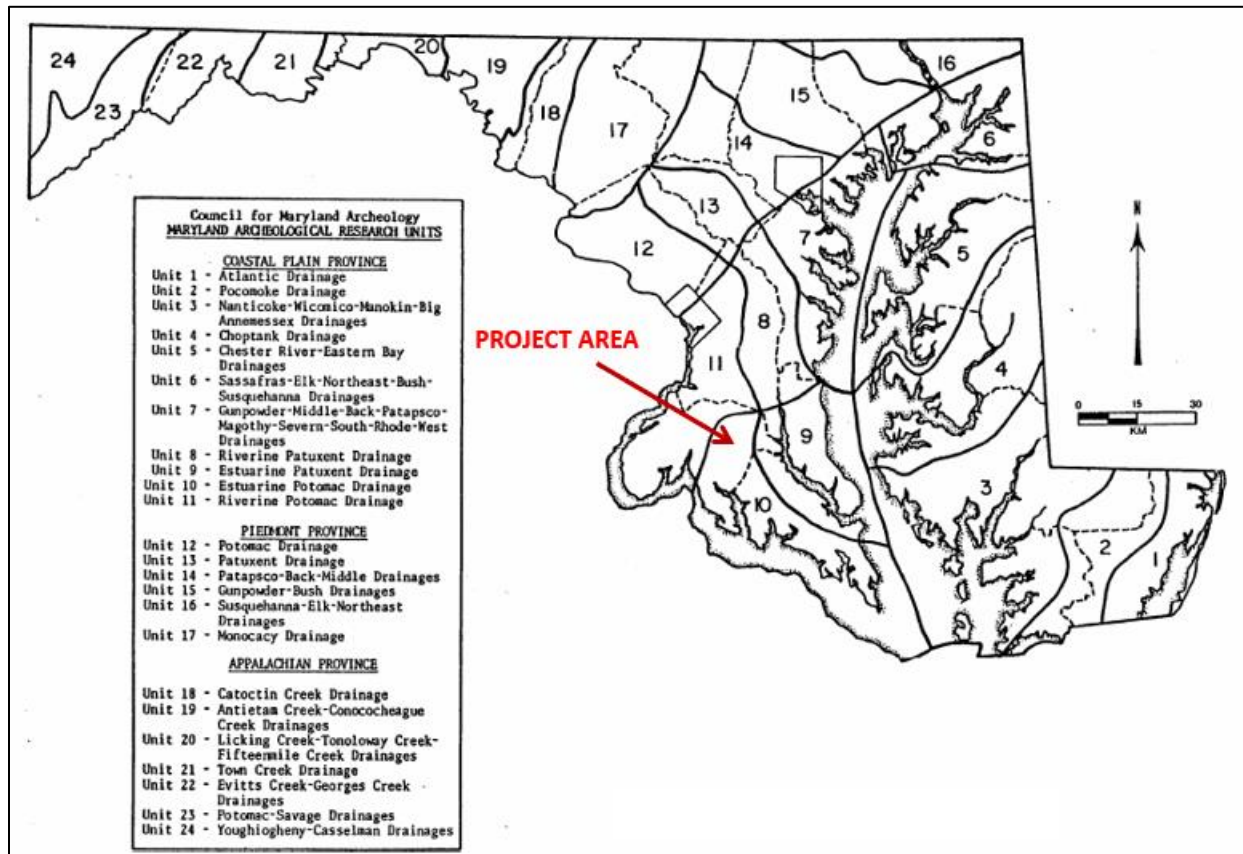 24
22
21
20
19
18
17
16
15
14
6
13
7
12
5
N
PROJECT AREA
8
11
4
0 15 30
KM
9
3
10
2
1
Council for Maryland Archeology
MARYLAND ARCHEOLOGICAL RESEARCH UNITS
COASTAL PLAIN PROVINCE
Unit 1 - Atlantic Drainage
Unit 2 - Pocomoke Drainage
Unit 3 - Nanticoke-Wicomico-Manokin-Big
Annemessex Drainages
Unit 4 - Choptank Drainage
Unit 5 - Chester River-Eastern Bay
Drainages
Unit 6 - Sassafras-Elk-Northeast-Bush-
Susquehanna Drainages
Unit 7 - Gunpowder-Middle-Back-Patapsco-
Magothy-Severn-South-Rhode-West
Drainages
Unit 8 - Riverine Patuxent Drainage
Unit 9 - Estuarine Patuxent Drainage
Unit 10 - Estuarine Potomac Drainage
Unit 11 - Riverine Potomac Drainage
PIEDMONT PROVINCE
Unit 12 - Potomac Drainage
Unit 13 - Patuxent Drainage
Unit 14 - Patapsco-Back-Middle Drainages
Unit 15 - Gunpowder-Bush Drainages
Unit 16 - Susquehanna-Elk-Northeast
Drainages
Unit 17 - Monocacy Drainage
APPALACHIAN PROVINCE
Unit 18 - Catoctin Creek Drainage
Unit 19 - Antietam Creek-Conococheague
Creek Drainages
Unit 20 - Licking Creek-Tonoloway Creek-
Fifteenmile Creek Drainages
Unit 21 - Town Creek Drainage
Unit 22 - Evitts Creek-Georges Creek
Drainages
Unit 23 - Potomac-Savage Drainages
Unit 24 - Youghiogheny-Casselman Drainages